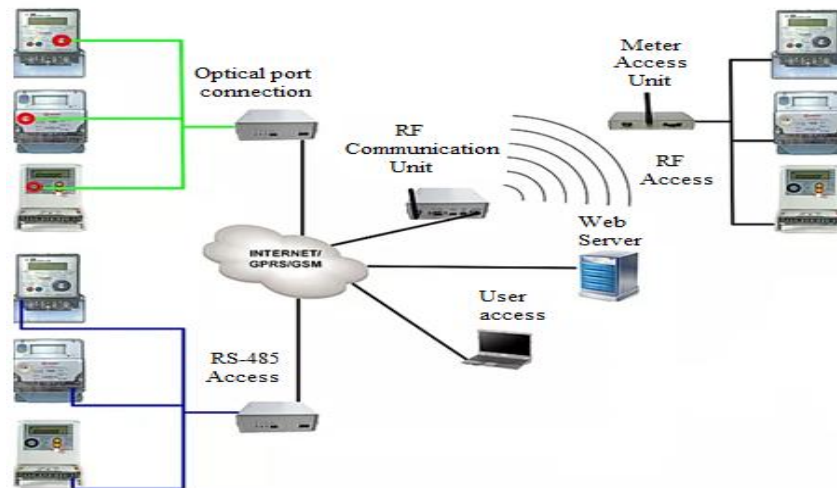 Optical port
connection
Meter
Access
Unit
RF
Communication
Unit
RF
Access
Web
Server
INTERNET/
GPRS/GSM
User
access
RS-485
Access